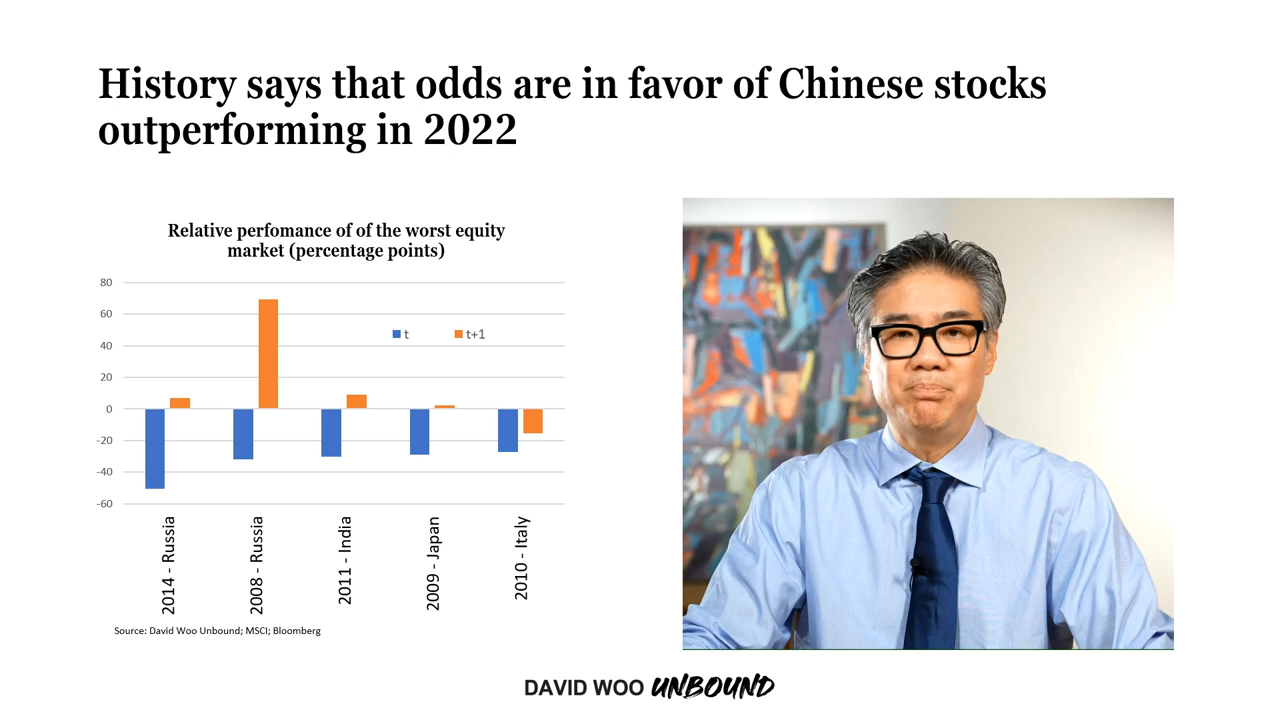 History says that odds are in favor of Chinese stocks
outperforming in 2022
Relative perfomance of of the worst equity
market (percentage points)
80
60
40
20
0
-20
-40
-60
t
t+1
2014 - Russia
2008 - Russia
2011 - India
2009 - Japan
2010 - Italy
Source: David Woo Unbound; MSCI; Bloomberg
DAVID WOO UNBOUND